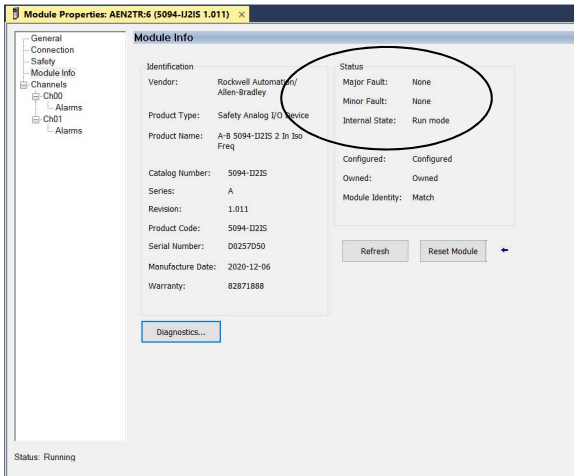 Module Properties: AEN2TR:6 (5094-IJ2IS 1.011) ×
General
Connection
Safety
Module Info
Channels
Ch00
Alarms
Ch01
Alarms
Module Info
Identification
Vendor: Rockwell Automation/
Allen-Bradley
Product Type: Safety Analog I/O Device
Product Name: A-B 5094-IJ2IS 2 In Iso
Freq
Catalog Number: 5094-IJ2IS
Series: A
Revision: 1.011
Product Code: 5094-IJ2IS
Serial Number: D0257D50
Manufacture Date: 2020-12-06
Warranty: 82871888
Diagnostics...
Status
Major Fault: None
Minor Fault: None
Internal State: Run mode
Configured: Configured
Owned: Owned
Module Identity: Match
Refresh
Reset Module
Status: Running